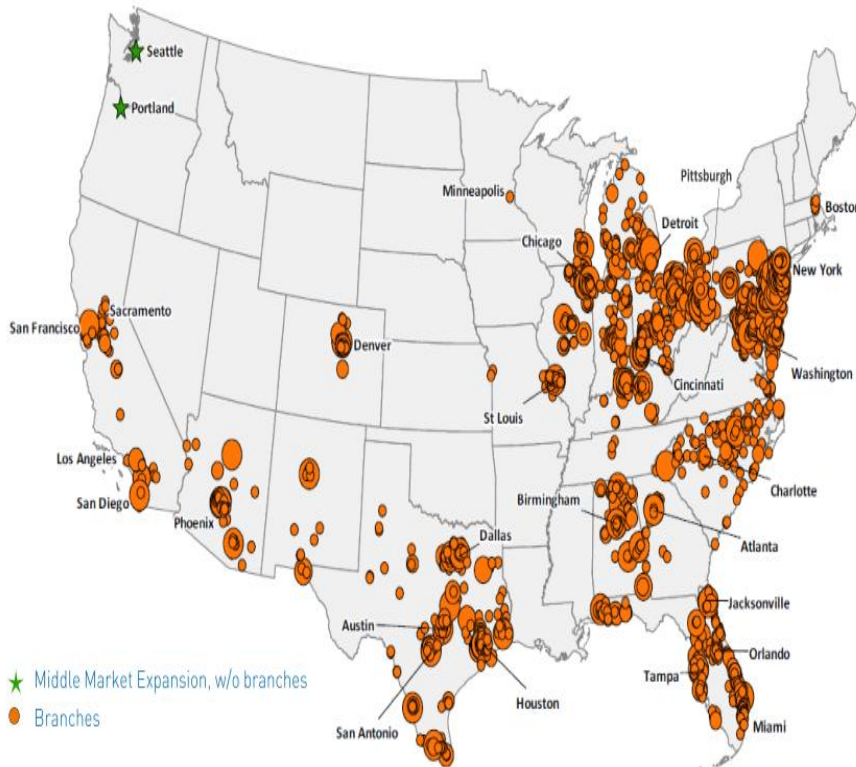 Seattle
Portland
Minneapolis
Pittsburgh
Boston
Detroit
Chicago
New York
Sacramento
San Francisco
Denver
Washington
Cincinnati
St Louis
Los Angeles
San Diego
Phoenix
Birmingham
Charlotte
Dallas
Atlanta
Jacksonville
Austin
Orlando
Tampa
Middle Market Expansion, w/o branches
Houston
Branches
San Antonio
Miami